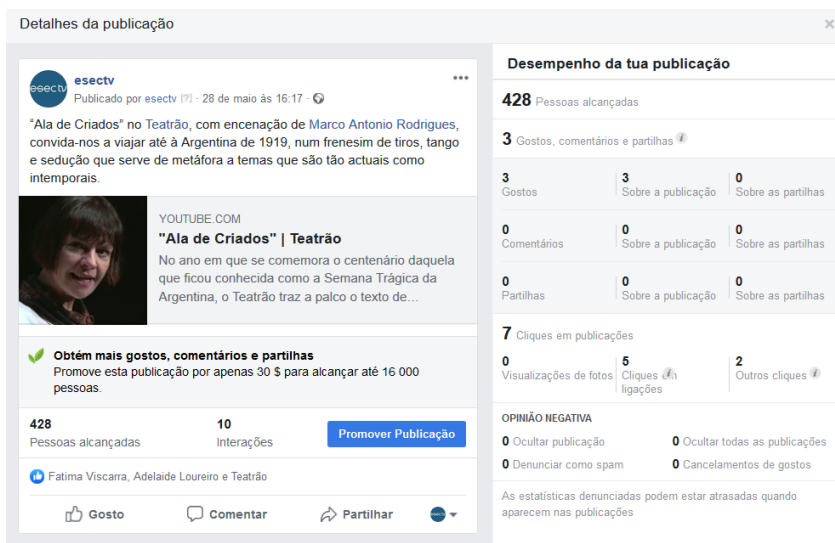 Detalhes da publicação
×
esectv
esectv
Publicado por esectv [?] · 28 de maio às 16:17 ·
“Ala de Criados” no Teatrão, com encenação de Marco Antonio Rodrigues,
convida-nos a viajar até à Argentina de 1919, num frenesim de tiros, tango
e sedução que serve de metáfora a temas que são tão actuais como
intemporais.
YOUTUBE.COM
"Ala de Criados" | Teatrão
No ano em que se comemora o centenário daquela
que ficou conhecida como a Semana Trágica da
Argentina, o Teatrão traz a palco o texto de...
Obtém mais gostos, comentários e partilhas
Promove esta publicação por apenas 30 $ para alcançar até 16 000
pessoas.
428
Pessoas alcançadas
10
Interações
Promover Publicação
Fatima Viscarra, Adelaide Loureiro e Teatrão
Gosto
Comentar
Partilhar
esectv
Desempenho da tua publicação
428 Pessoas alcançadas
3 Gostos, comentários e partilhas i
3 3 0
Gostos Sobre a publicação Sobre as partilhas
0 0 0
Comentários Sobre a publicação Sobre as partilhas
0 0 0
Partilhas Sobre a publicação Sobre as partilhas
7 Cliques em publicações
0 5 2
Visualizações de fotos Cliques em i Outros cliques i
ligações
OPINIÃO NEGATIVA
0 Ocultar publicação 0 Ocultar todas as publicações
0 Denunciar como spam 0 Cancelamentos de gostos
As estatísticas denunciadas podem estar atrasadas quando
aparecem nas publicações